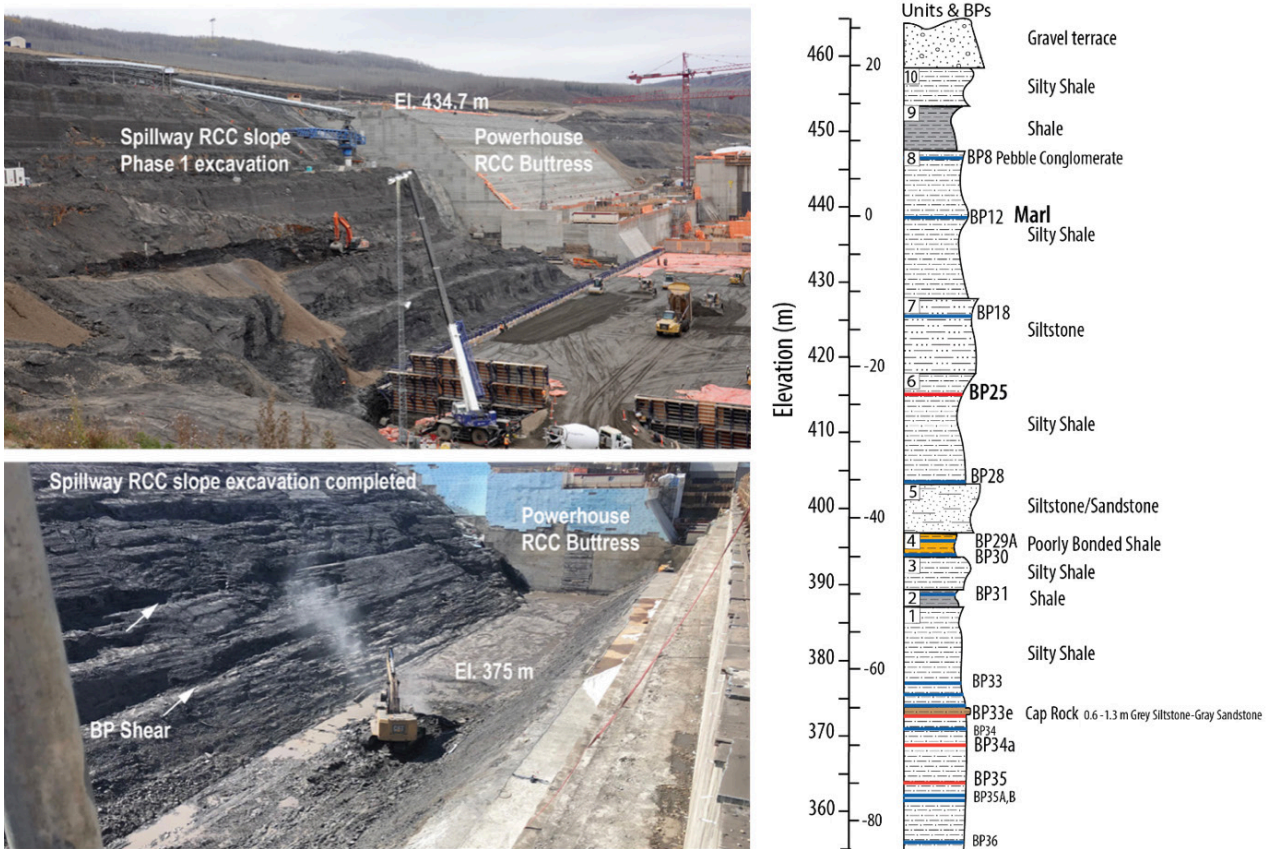 El. 434.7 m
Spillway RCC slope
Phase 1 excavation
Powerhouse
RCC Buttress
Spillway RCC slope excavation completed
Powerhouse
RCC Buttress
El. 375 m
BP Shear
Units & BPs
Elevation (m)
460
450
440
430
420
410
400
390
380
370
360
20
0
-20
-40
-60
-80
Gravel terrace
10
Silty Shale
9
Shale
8
BP8 Pebble Conglomerate
BP12 Marl
Silty Shale
7
BP18
Siltstone
6
BP25
Silty Shale
BP28
5
Siltstone/Sandstone
4
BP29A Poorly Bonded Shale
BP30
3
Silty Shale
BP31
2
Shale
1
Silty Shale
BP33
BP33e Cap Rock 0.6 -1.3 m Grey Siltstone-Gray Sandstone
BP34
BP34a
BP35
BP35A,B
BP36